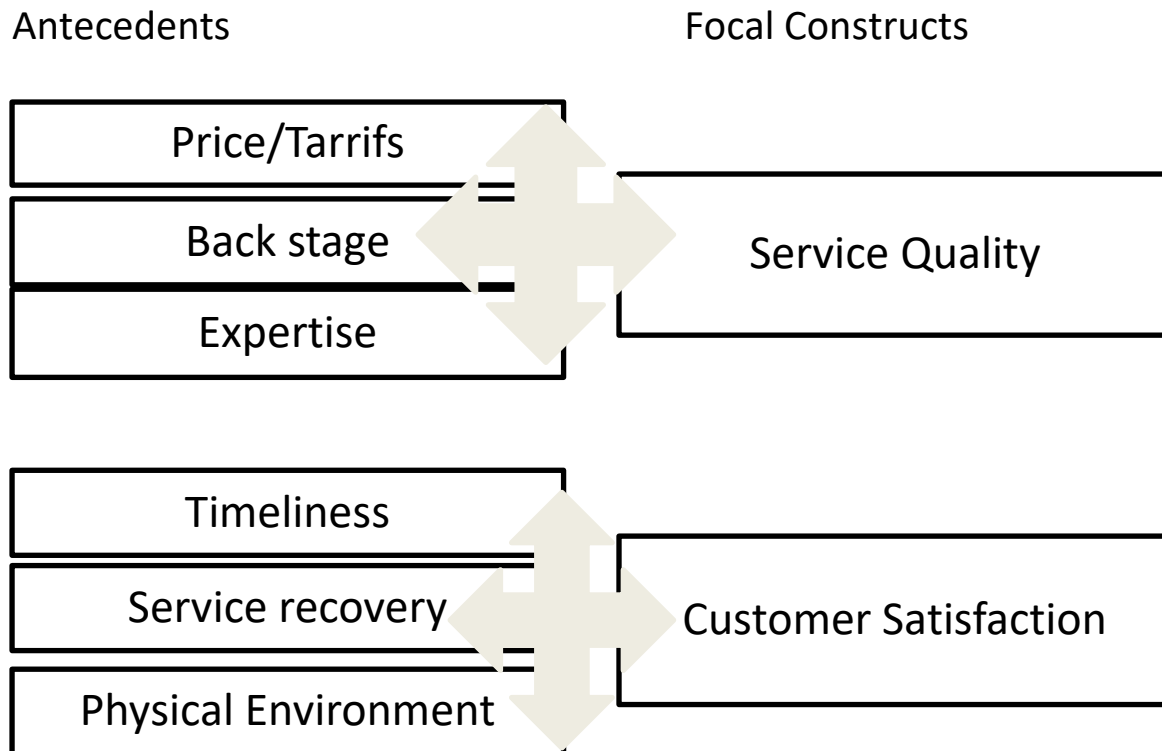 Antecedents
Focal Constructs
Price/Tarrifs
Back stage
Expertise
Service Quality
Timeliness
Service recovery
Physical Environment
Customer Satisfaction